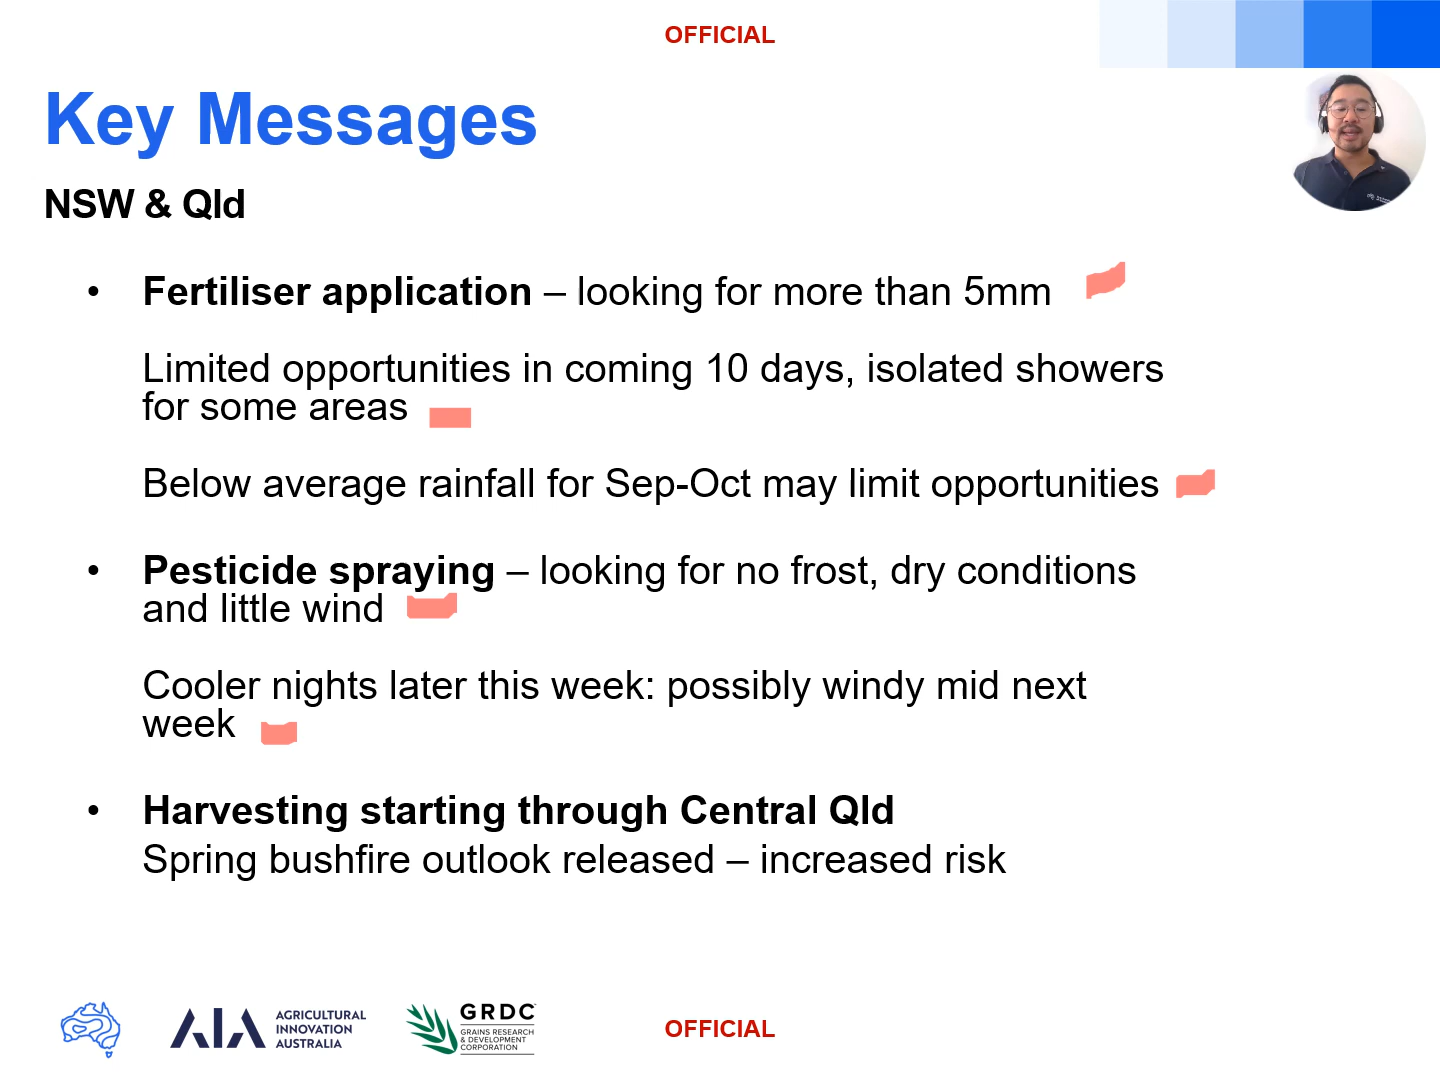 OFFICIAL
Key Messages
NSW & Qld
• Fertiliser application – looking for more than 5mm
Limited opportunities in coming 10 days, isolated showers
for some areas
Below average rainfall for Sep-Oct may limit opportunities
• Pesticide spraying – looking for no frost, dry conditions
and little wind
Cooler nights later this week: possibly windy mid next
week
• Harvesting starting through Central Qld
Spring bushfire outlook released – increased risk
AIA
AGRICULTURAL
INNOVATION
AUSTRALIA
GRDC
GRAINS RESEARCH
& DEVELOPMENT
CORPORATION
OFFICIAL